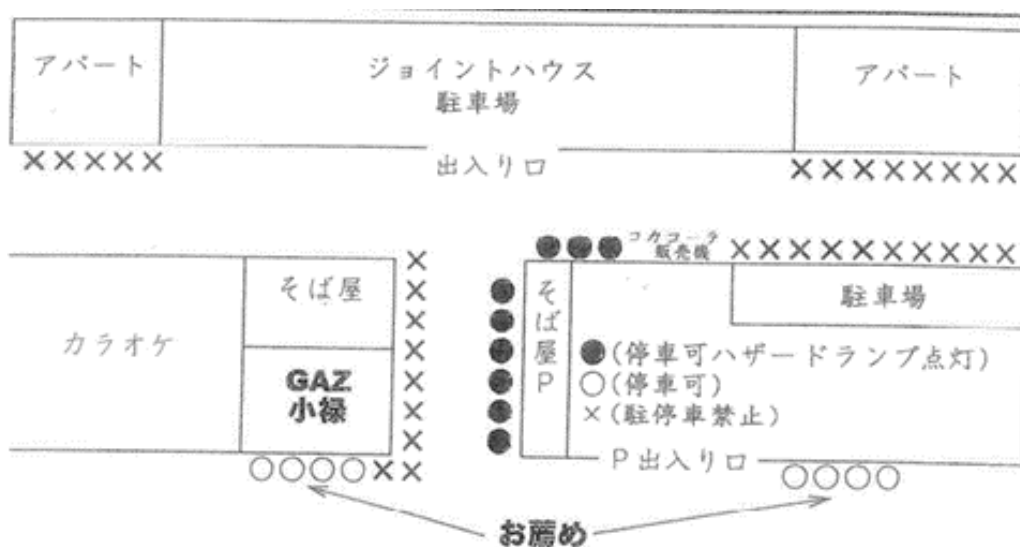 アパート
ジョイントハウス
駐車場
アパート
×××××
出入り口
××××××××
●●●
コカコーラ
販売機
×××××××××
そば屋
カラオケ
GAZ
小禄
そば屋P
駐車場
●(停車可ハザードランプ点灯)
○(停車可)
×(駐停車禁止)
○○○○××
P出入り口
○○○○
お薦め